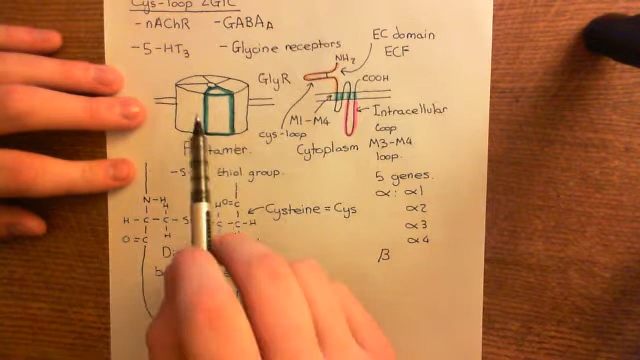 Cys-loop LGIC
- nAChR - GABAA
- 5-HT3 - Glycine receptors
EC domain
ECF
NH2
GlyR
COOH
M1-M4
cys-loop
Cytoplasm
Intracellular
loop
M3-M4
loop.
-S thiol group.
5 genes.
α: α1
α2
α3
α4
β
Cysteine = Cys
N-H
H H O=C
H-C-C-S C-C-H
O=C H